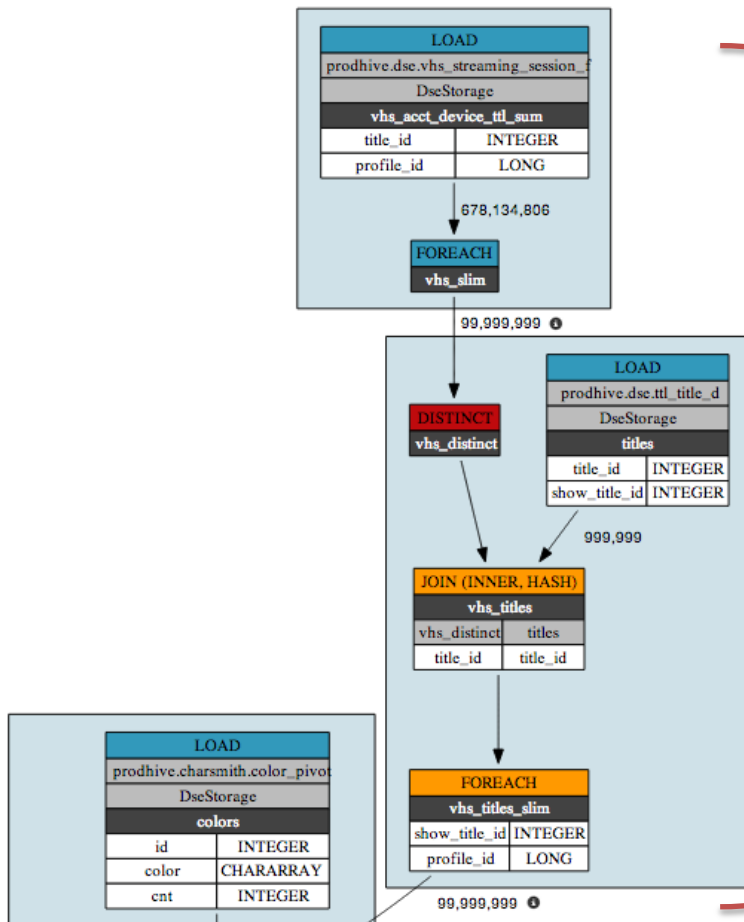 LOAD
prodhive.dse.vhs_streaming_session_f
DseStorage
vhs_acct_device_ttl_sum
title_id INTEGER
profile_id LONG
678,134,806
FOREACH
vhs_slim
99,999,999
DISTINCT
vhs_distinct
LOAD
prodhive.dse.ttl_title_d
DseStorage
titles
title_id INTEGER
show_title_id INTEGER
999,999
JOIN (INNER, HASH)
vhs_titles
vhs_distinct titles
title_id title_id
FOREACH
vhs_titles_slim
show_title_id INTEGER
profile_id LONG
99,999,999
LOAD
prodhive.charsmith.color_pivot
DseStorage
colors
id INTEGER
color CHARARRAY
cnt INTEGER